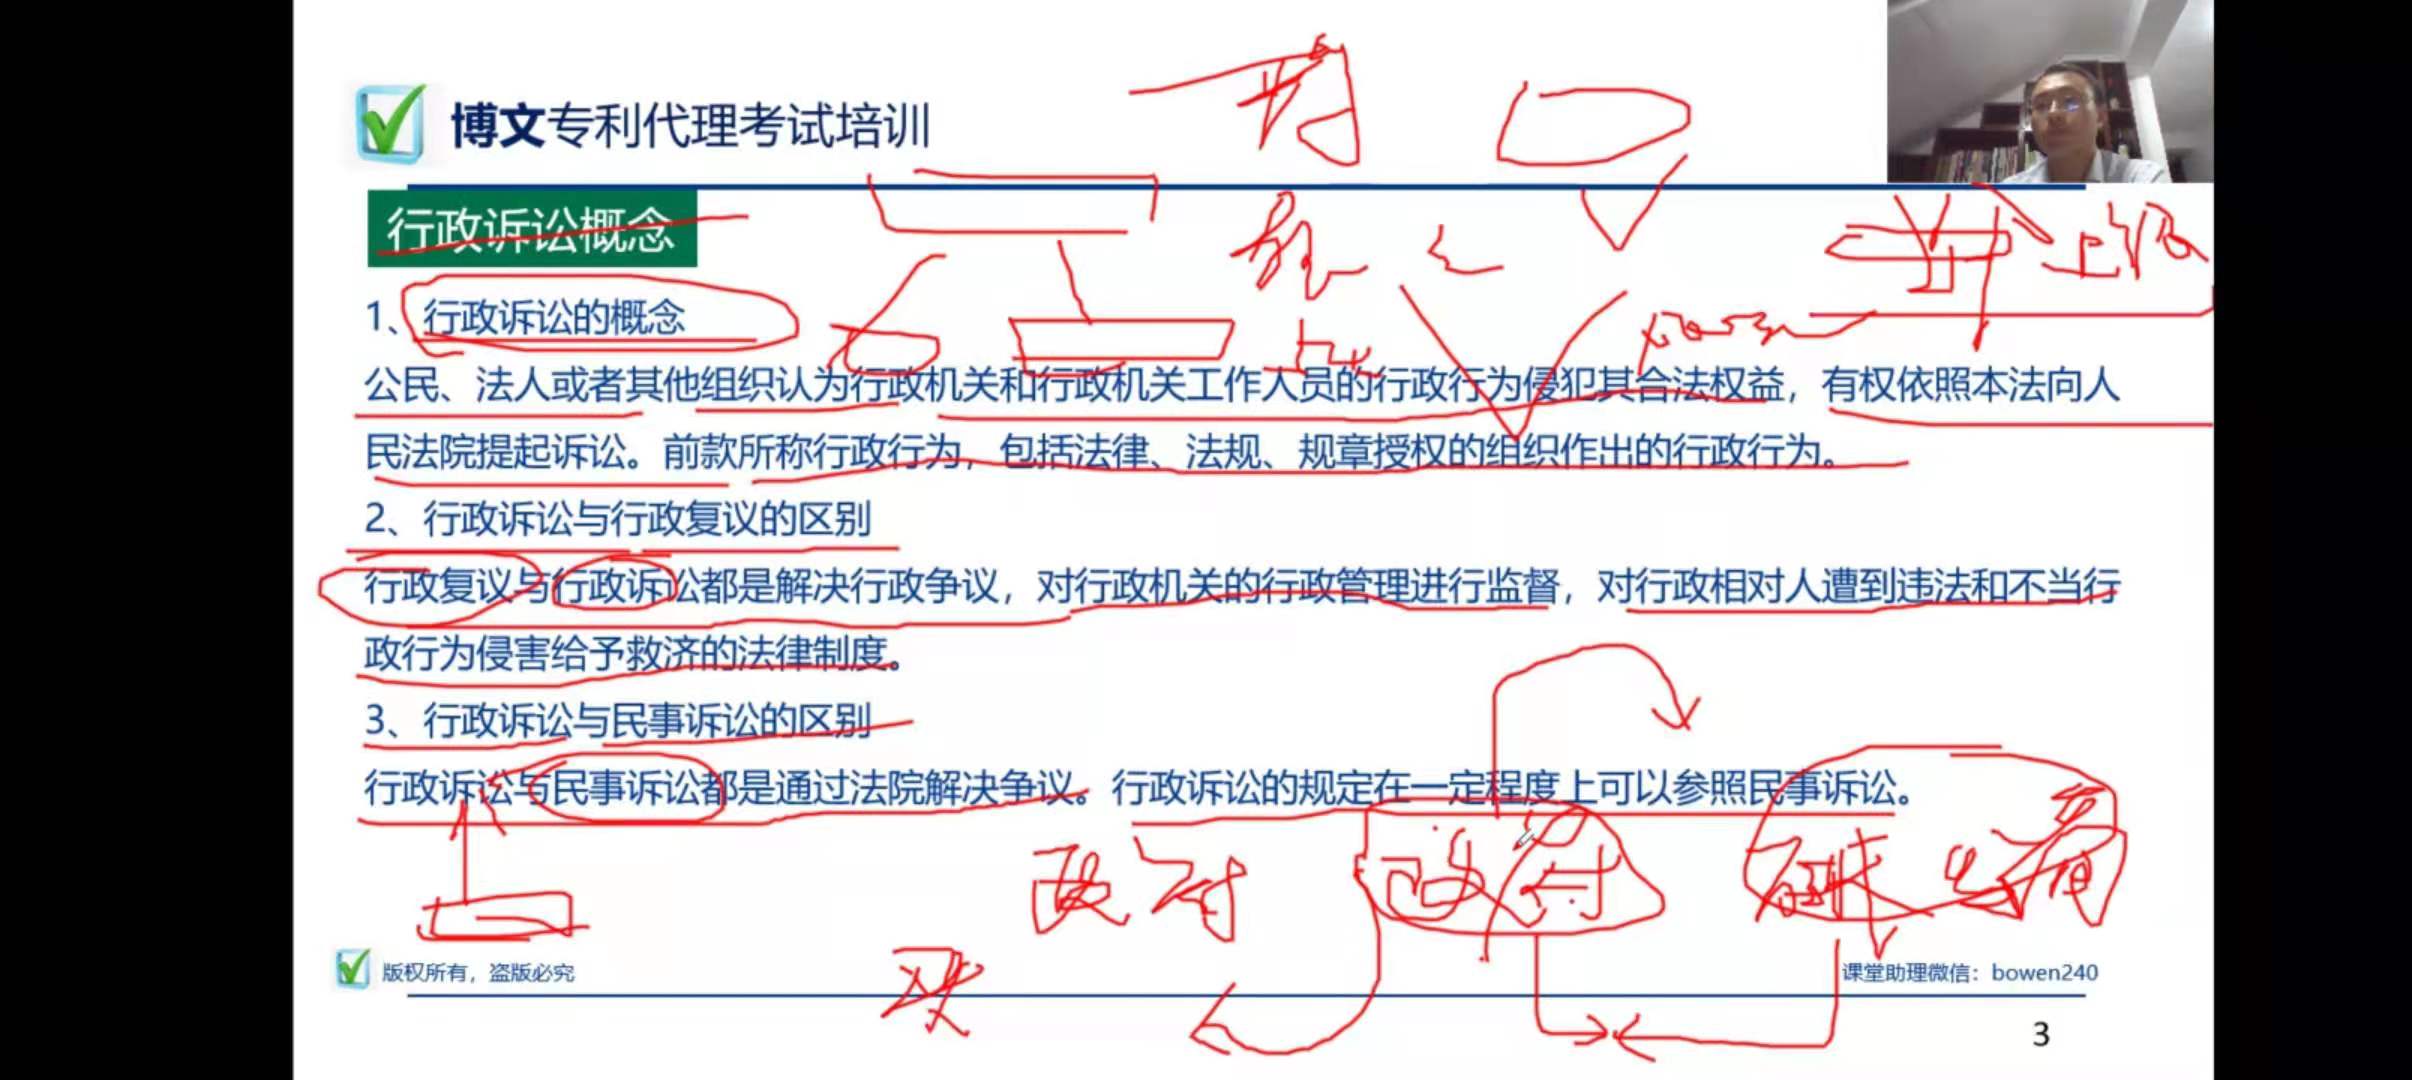 博文专利代理考试培训
行政诉讼概念
1、行政诉讼的概念
公民、法人或者其他组织认为行政机关和行政机关工作人员的行政行为侵犯其合法权益，有权依照本法向人
民法院提起诉讼。前款所称行政行为，包括法律、法规、规章授权的组织作出的行政行为。
2、行政诉讼与行政复议的区别
行政复议与行政诉讼都是解决行政争议，对行政机关的行政管理进行监督，对行政相对人遭到违法和不当行
政行为侵害给予救济的法律制度。
3、行政诉讼与民事诉讼的区别
行政诉讼与民事诉讼都是通过法院解决争议。行政诉讼的规定在一定程度上可以参照民事诉讼。
政府
版权所有，盗版必究
课堂助理微信：bowen240
3